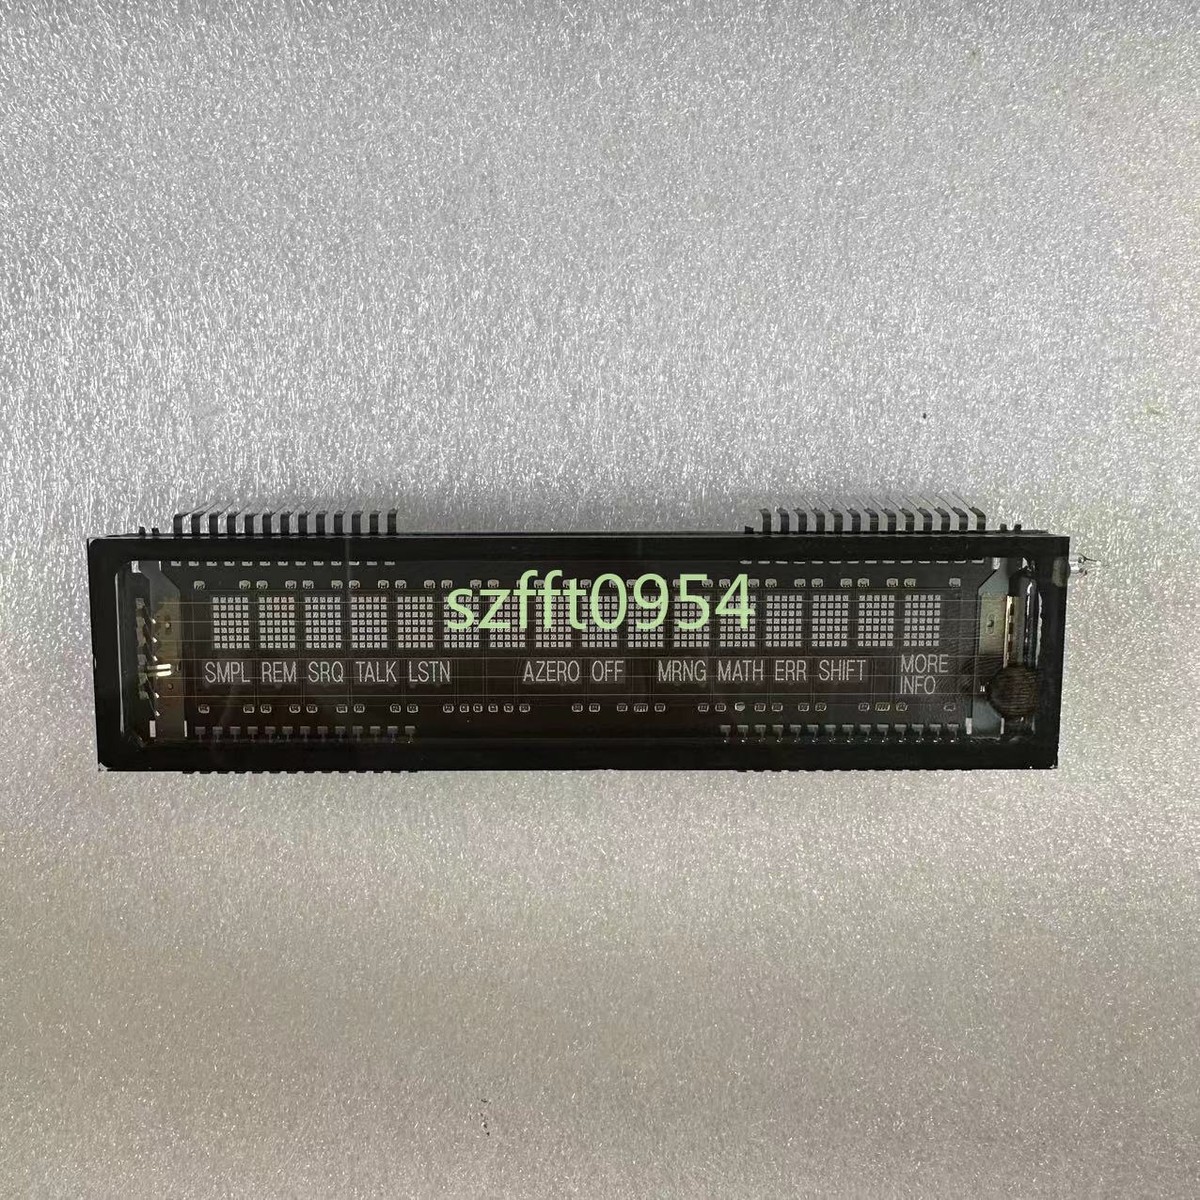 szfft0954
SMPL REM SRQ TALK LSTN AZERO OFF MRNG MATH ERR SHIFT MORE
INFO